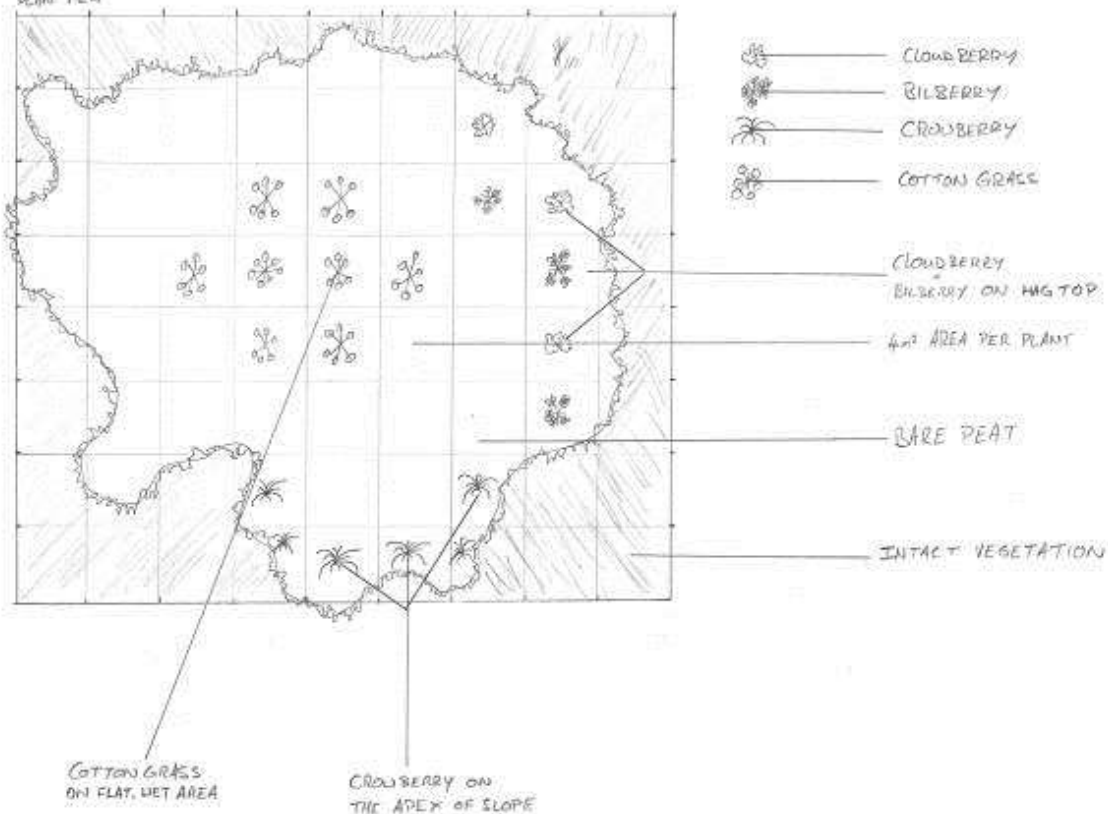 CLOUDBERRY
BILBERRY
CROWBERRY
COTTON GRASS
CLOUDBERRY
+
BILBERRY ON HAG TOP
4m² AREA PER PLANT
BARE PEAT
INTACT VEGETATION
COTTON GRASS
ON FLAT, WET AREA
CROWBERRY ON
THE APEX OF SLOPE